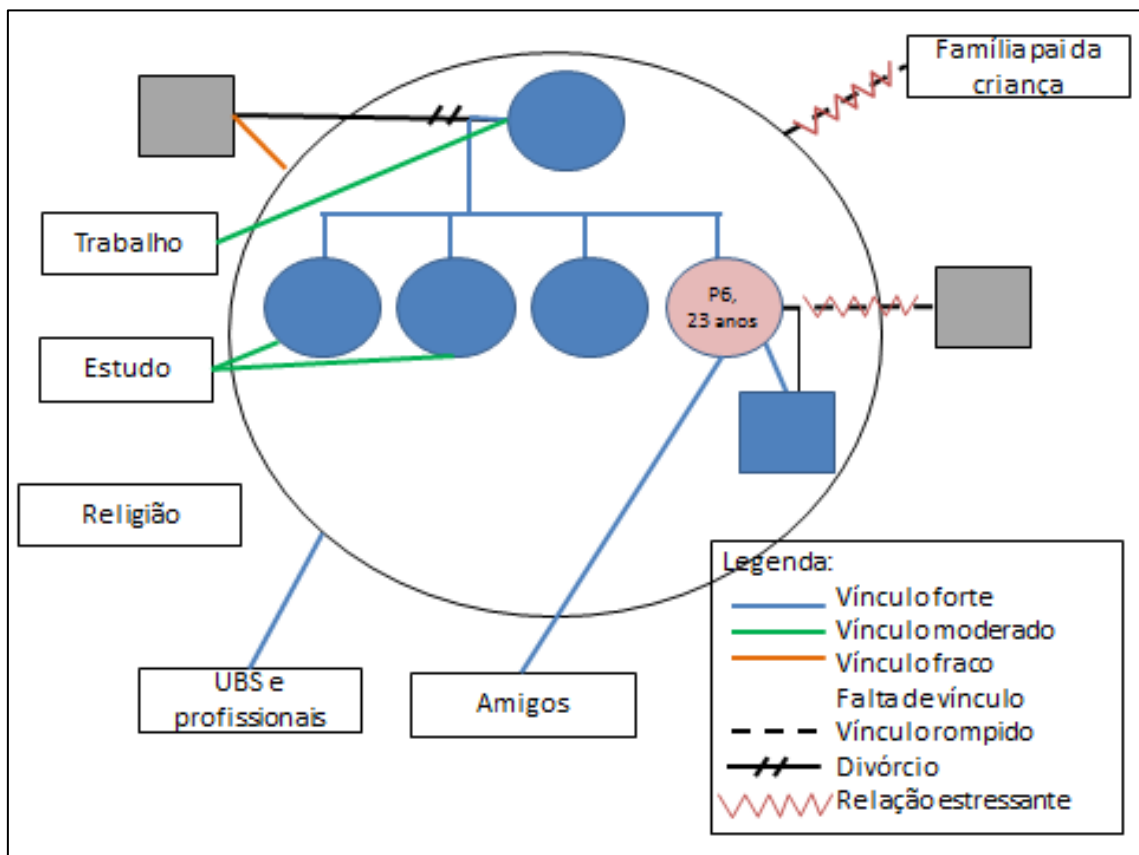 Família pai da
criança
Trabalho
P6,
23 anos
Estudo
Religião
UBS e
profissionais
Amigos
Legenda:
Vínculo forte
Vínculo moderado
Vínculo fraco
Falta de vínculo
Vínculo rompido
Divórcio
Relação estressante